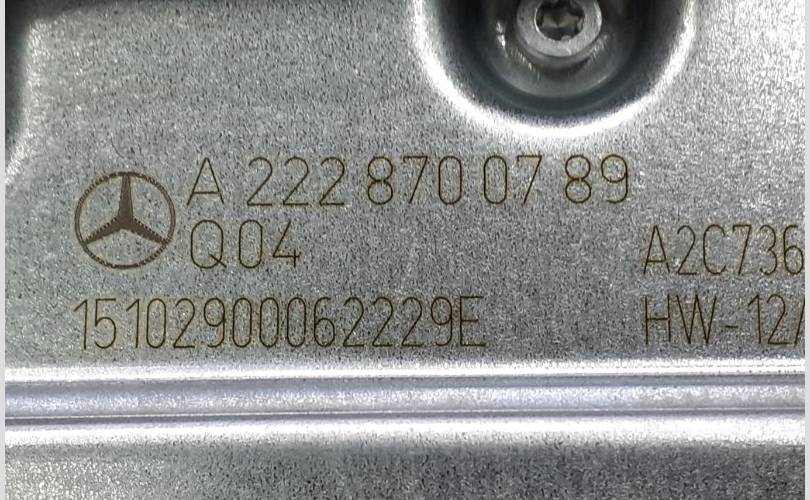 A 222 870 07 89
Q04
15102900062229E
A2C736
HW-12/